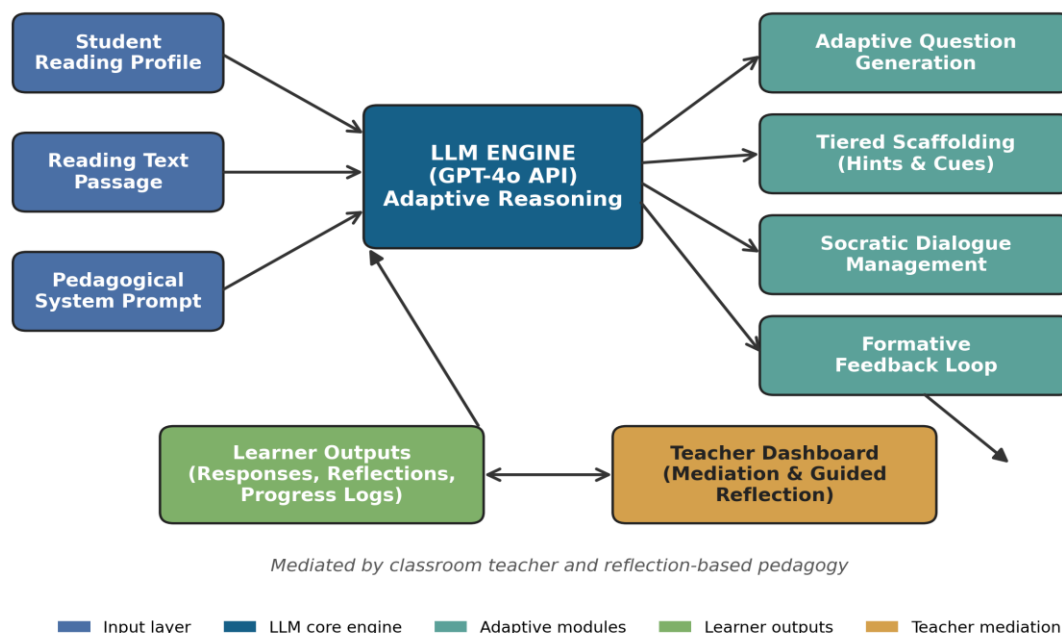 Student
Reading Profile
Reading Text
Passage
Pedagogical
System Prompt
LLM ENGINE
(GPT-4o API)
Adaptive Reasoning
Adaptive Question
Generation
Tiered Scaffolding
(Hints & Cues)
Socratic Dialogue
Management
Formative
Feedback Loop
Learner Outputs
(Responses, Reflections,
Progress Logs)
Teacher Dashboard
(Mediation & Guided
Reflection)
Mediated by classroom teacher and reflection-based pedagogy
Input layer
LLM core engine
Adaptive modules
Learner outputs
Teacher mediation